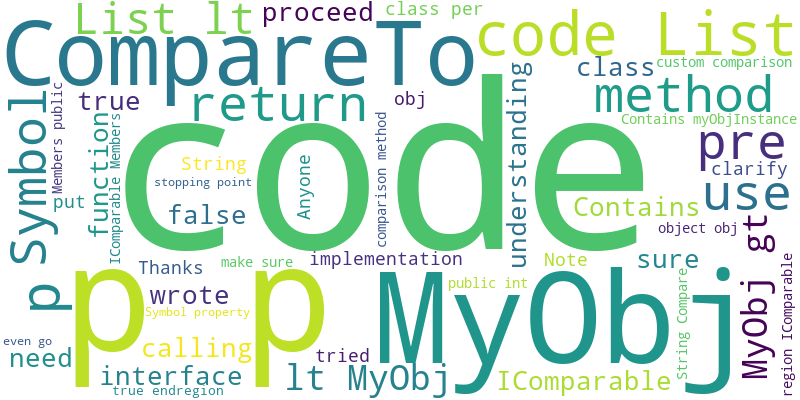 List lt
proceed
class per
CompareTo
code List
custom comparison
class
true
return
obj
method
Members public
IComparable Members
function
Symbol
code
Contains myObjInstance
pre
clarify
String
stopping point
Anyone
comparison method
understanding
use
put
false
Contains
object obj
p
gt
Thanks
make sure
implementation
Note
sure
p p
MyObj
wrote
public int
String Compare
MyObj
region IComparable
Symbol property
even go
calling
tried
need
interface
lt MyObj
IComparable
true endregion